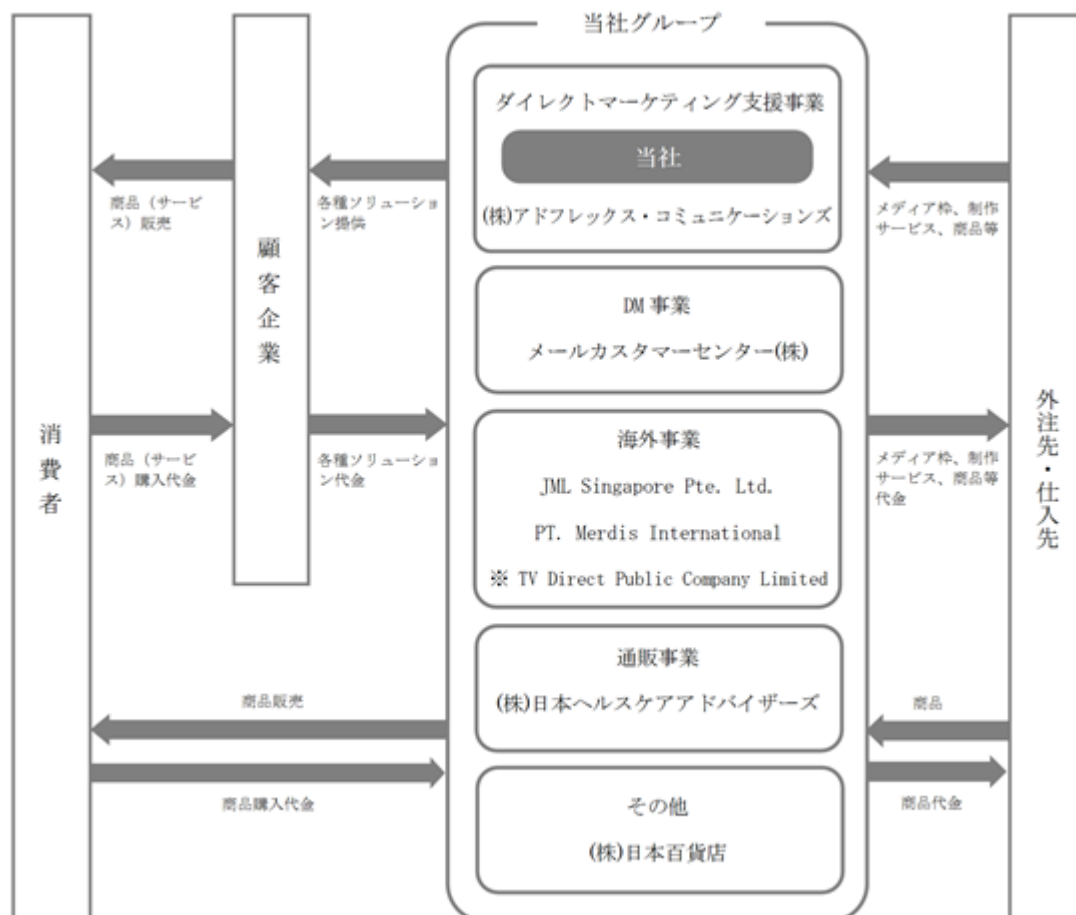 当社グループ
ダイレクトマーケティング支援事業
当社
(株)アドフレックス・コミュニケーションズ
商品（サービ
ス）販売
各種ソリューショ
ン提供
メディア枠、制作
サービス、商品等
顧客企業
DM事業
メールカスタマーセンター(株)
消費者
商品（サービ
ス）購入代金
各種ソリューショ
ン代金
海外事業
JML Singapore Pte. Ltd.
PT. Merdis International
※ TV Direct Public Company Limited
メディア枠、制作
サービス、商品等
代金
外注先・仕入先
通販事業
(株)日本ヘルスケアアドバイザーズ
商品販売
商品
商品購入代金
商品代金
その他
(株)日本百貨店